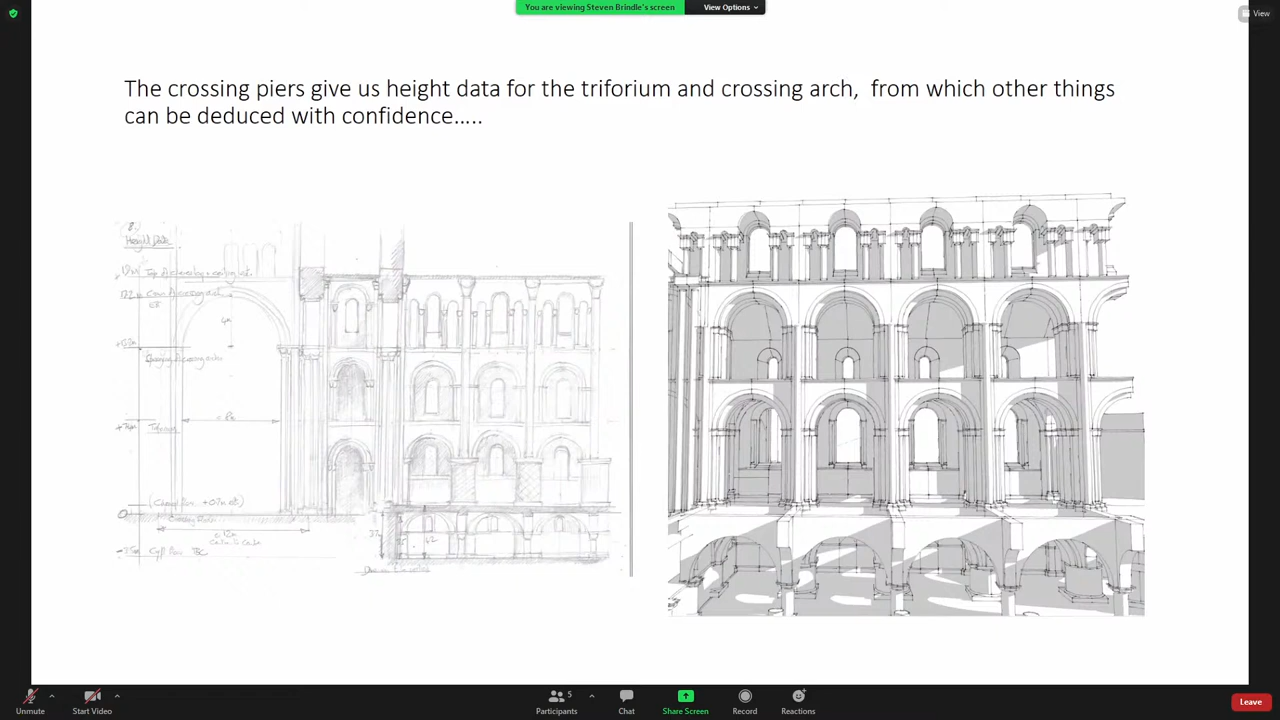 You are viewing Steven Brindle's screen
View Options
View
The crossing piers give us height data for the triforium and crossing arch, from which other things
can be deduced with confidence.....
Height Data
Unmute
Start Video
Participants
5
Chat
Share Screen
Record
Reactions
Leave